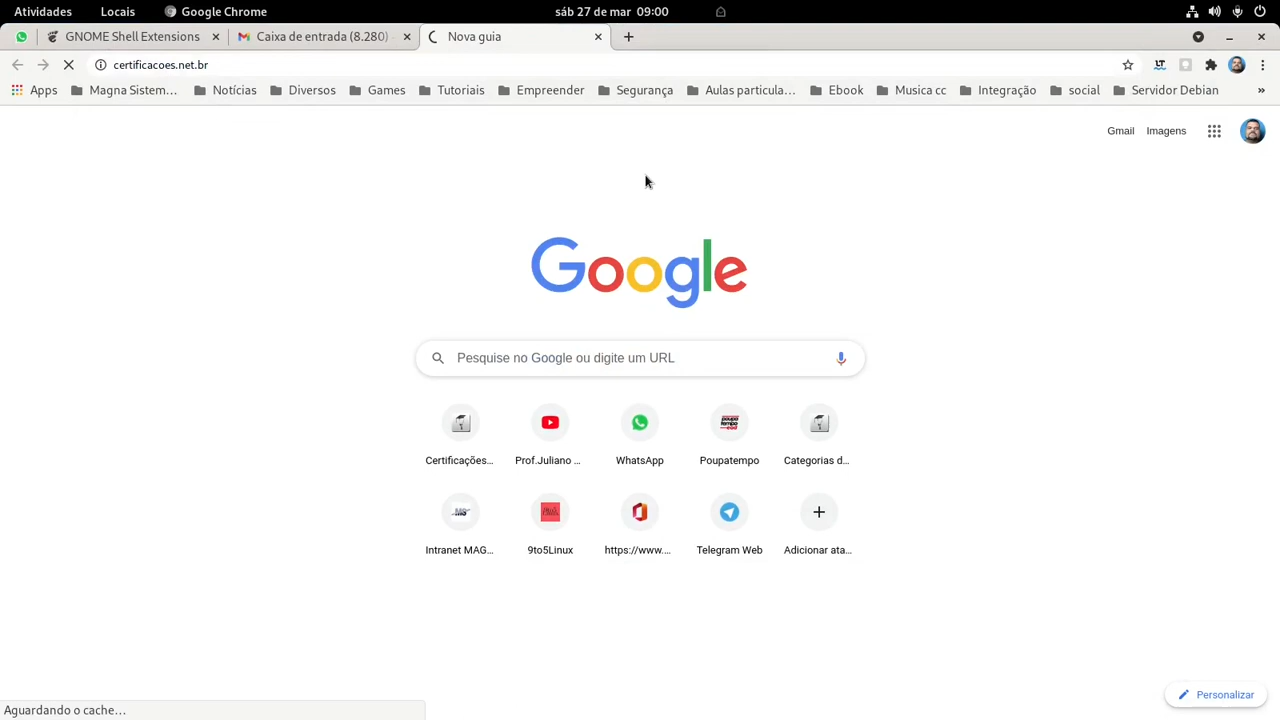 Atividades Locais Google Chrome sáb 27 de mar 09:00
GNOME Shell Extensions Caixa de entrada (8.280) - Nova guia
certificacoes.net.br
Apps Magna Sistem... Notícias Diversos Games Tutoriais Empreender Segurança Aulas particula... Ebook Musica cc Integração social Servidor Debian »
Gmail Imagens
Google
Pesquise no Google ou digite um URL
Certificações... Prof.Juliano ... WhatsApp Poupatempo Categorias d...
Intranet MAG... 9to5Linux https://www.... Telegram Web Adicionar ata...
Personalizar
Aguardando o cache...